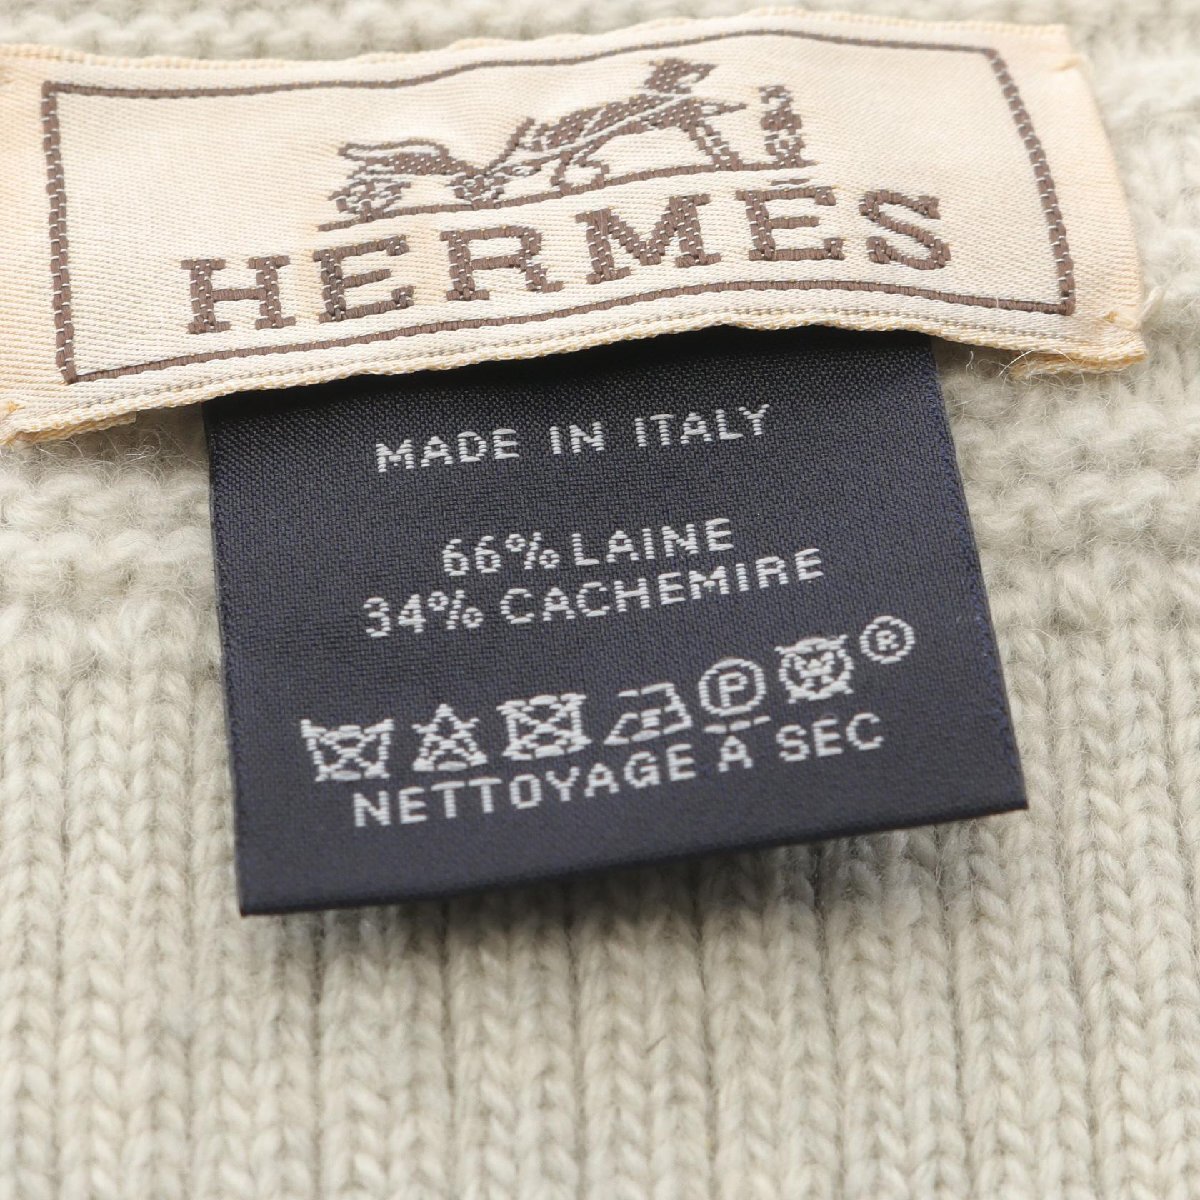 HERMÈS
MADE IN ITALY
66% LAINE
34% CACHEMIRE
P W ®
NETTOYAGE À SEC